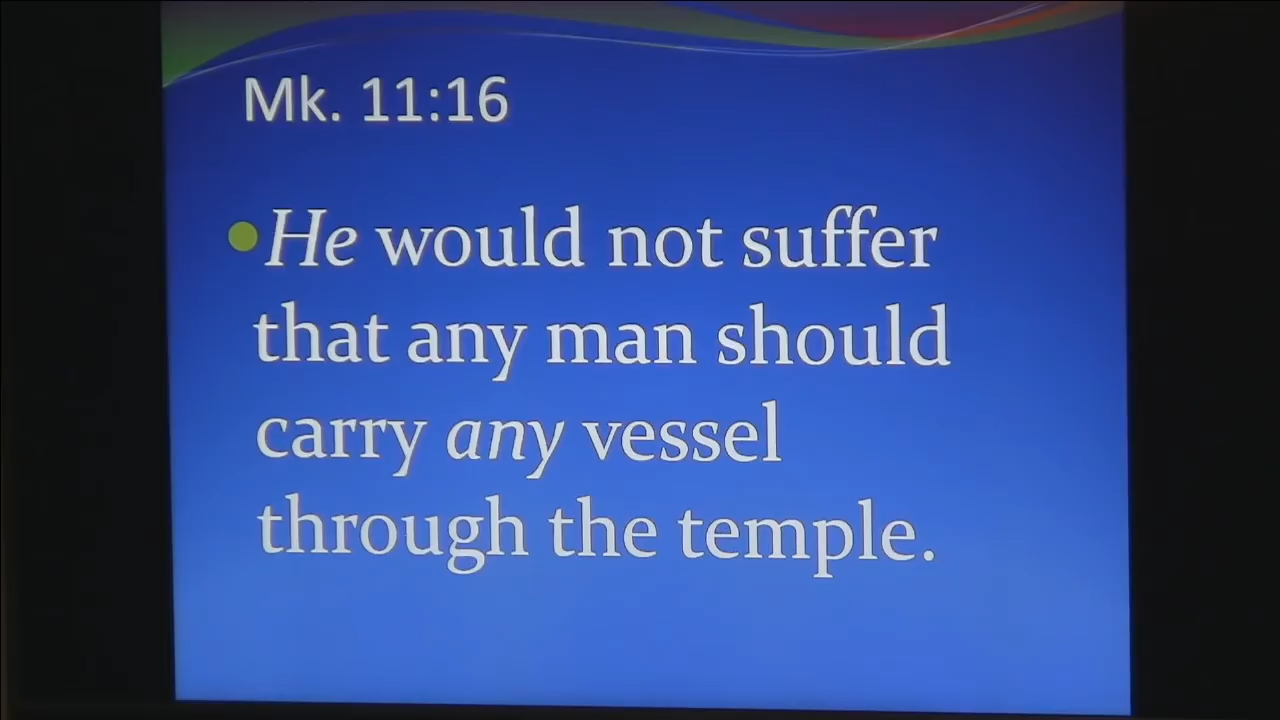 Mk. 11:16
He would not suffer
that any man should
carry any vessel
through the temple.